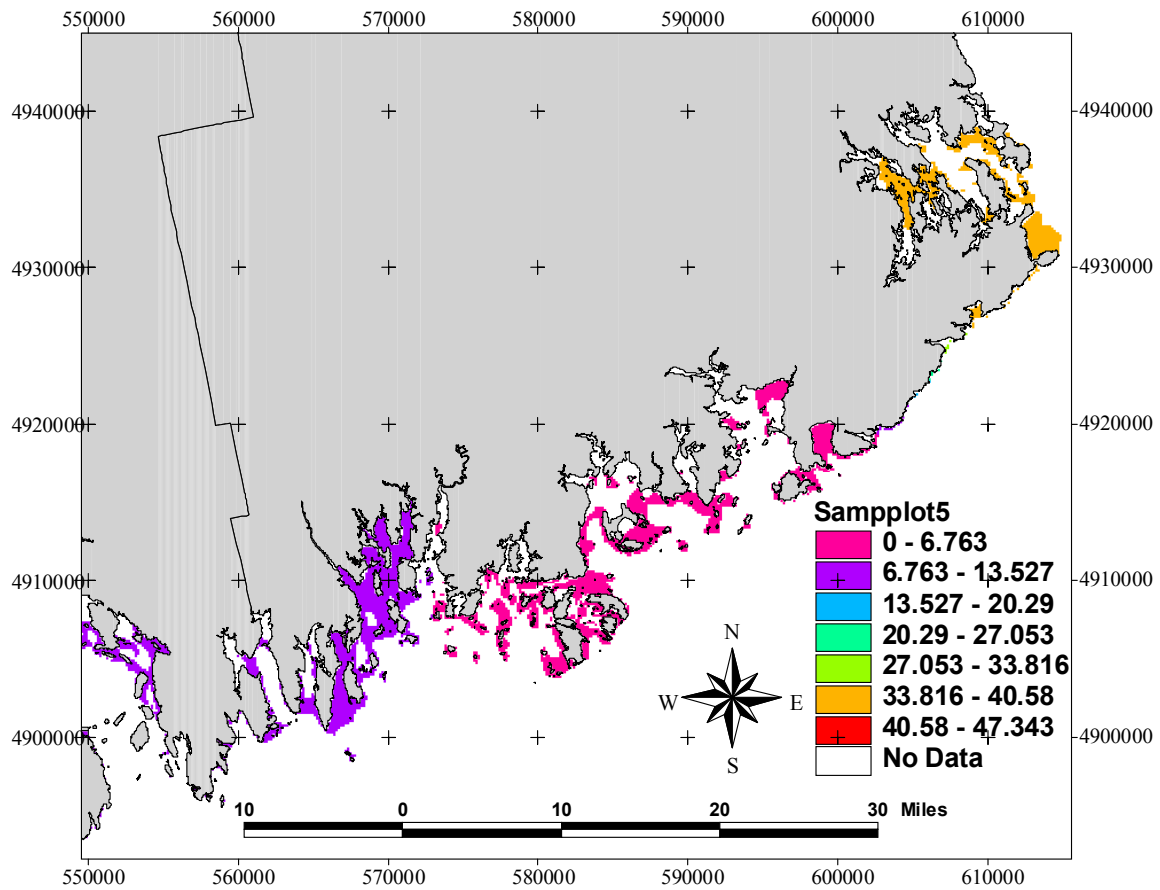 550000 560000 570000 580000 590000 600000 610000
4940000 4940000
4930000 4930000
4920000 4920000
4910000 4910000
4900000 4900000
Sampplot5
0 - 6.763
6.763 - 13.527
13.527 - 20.29
20.29 - 27.053
27.053 - 33.816
33.816 - 40.58
40.58 - 47.343
No Data
N
W E
S
10 0 10 20 30 Miles
550000 560000 570000 580000 590000 600000 610000